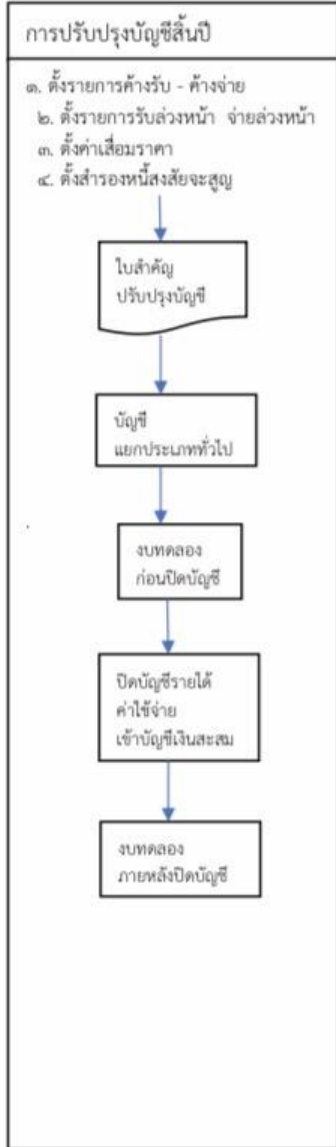 การปรับปรุงบัญชีสิ้นปี
๑. ตั้งรายการค้างรับ - ค้างจ่าย
๒. ตั้งรายการรับล่วงหน้า จ่ายล่วงหน้า
๓. ตั้งค่าเสื่อมราคา
๔. ตั้งสำรองหนี้สงสัยจะสูญ
ใบสำคัญ
ปรับปรุงบัญชี
บัญชี
แยกประเภททั่วไป
งบทดลอง
ก่อนปิดบัญชี
ปิดบัญชีรายได้
ค่าใช้จ่าย
เข้าบัญชีเงินสะสม
งบทดลอง
ภายหลังปิดบัญชี